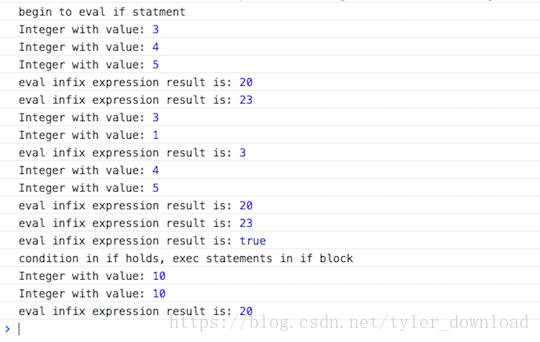 begin to eval if statment
Integer with value: 3
Integer with value: 4
Integer with value: 5
eval infix expression result is: 20
eval infix expression result is: 23
Integer with value: 3
Integer with value: 1
eval infix expression result is: 3
Integer with value: 4
Integer with value: 5
eval infix expression result is: 20
eval infix expression result is: 23
eval infix expression result is: true
condition in if holds, exec statements in if block
Integer with value: 10
Integer with value: 10
eval infix expression result is: 20
https://blog.csdn.net/tyler_download